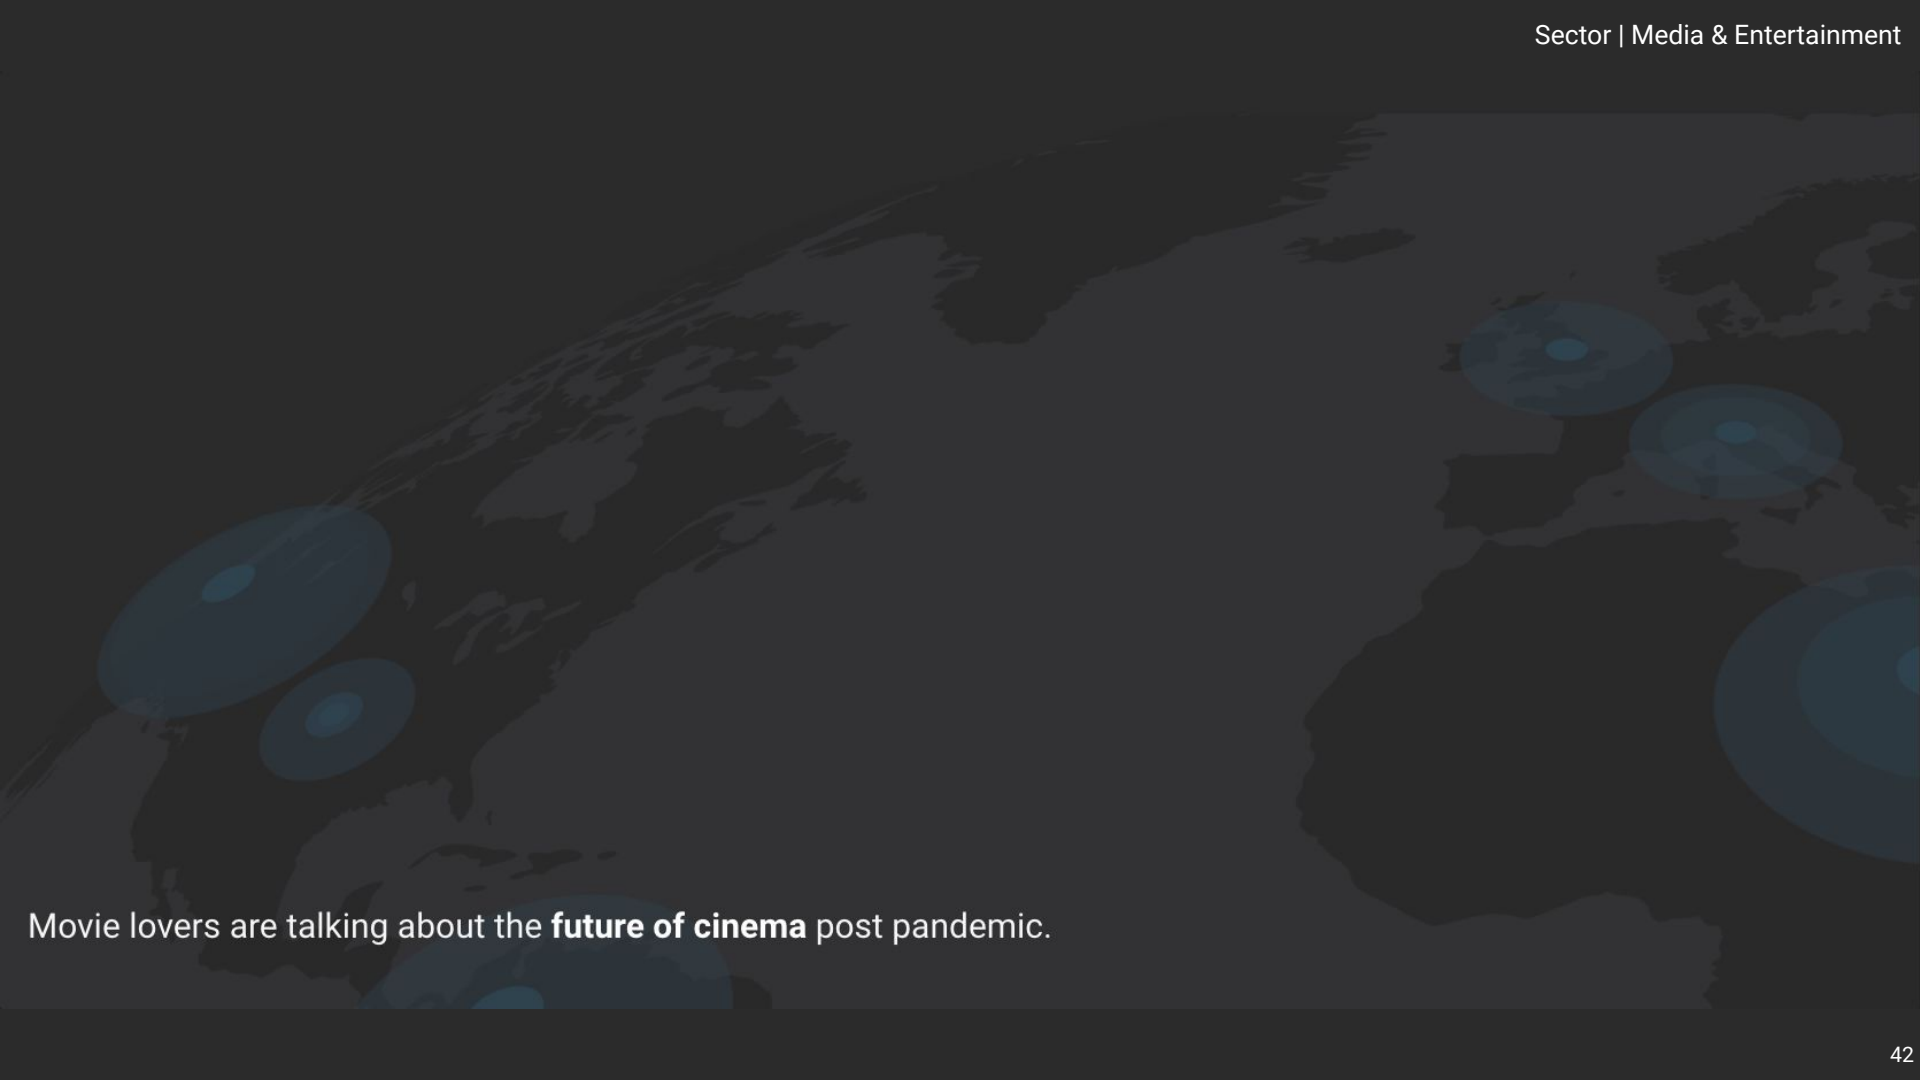 Sector | Media & Entertainment
Movie lovers are talking about the future of cinema post pandemic.
42